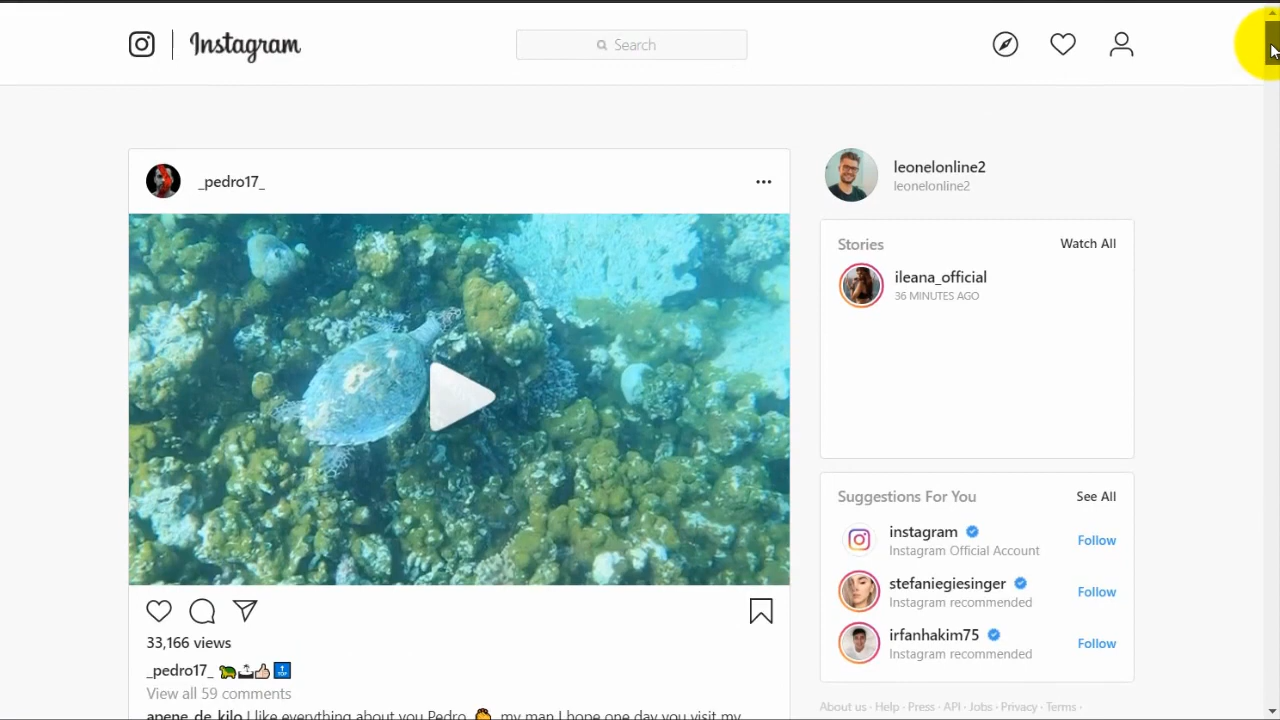 Instagram
Search
_pedro17_
leonelonline2
leonelonline2
Stories
Watch All
ileana_official
36 MINUTES AGO
Suggestions For You
See All
instagram
Instagram Official Account
Follow
stefaniegiesinger
Instagram recommended
Follow
irfanhakim75
Instagram recommended
Follow
33,166 views
_pedro17_
TOP
View all 59 comments
apene_de_kilo I like everything about you Pedro my man I hope one day you visit my
About us · Help · Press · API · Jobs · Privacy · Terms ·